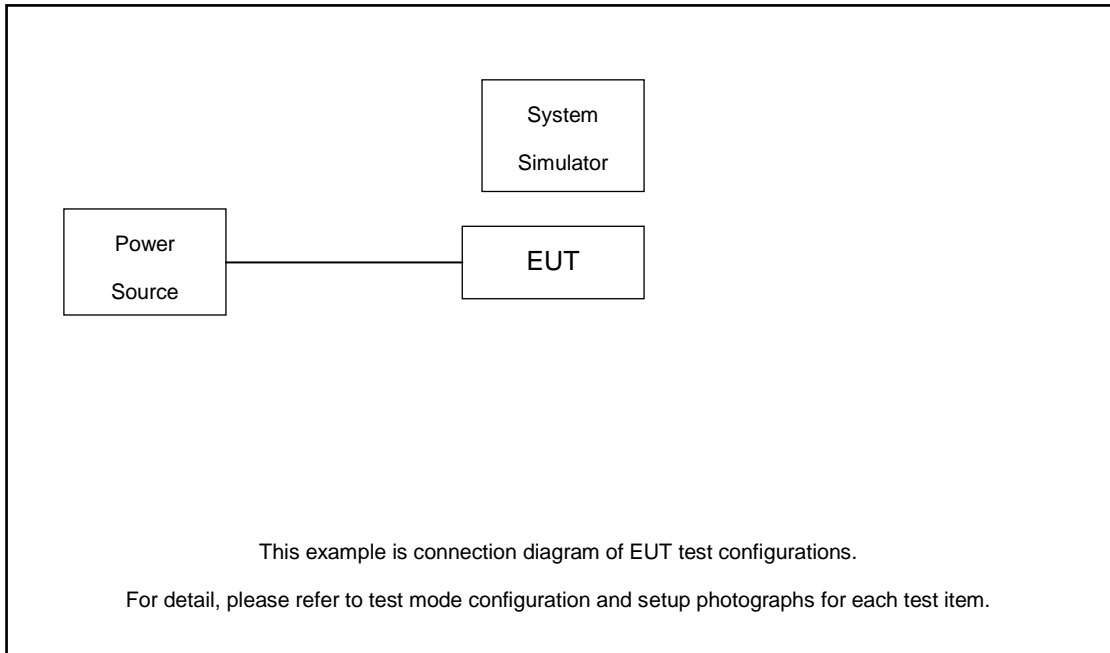 System
Simulator
Power
Source
EUT
This example is connection diagram of EUT test configurations.
For detail, please refer to test mode configuration and setup photographs for each test item.